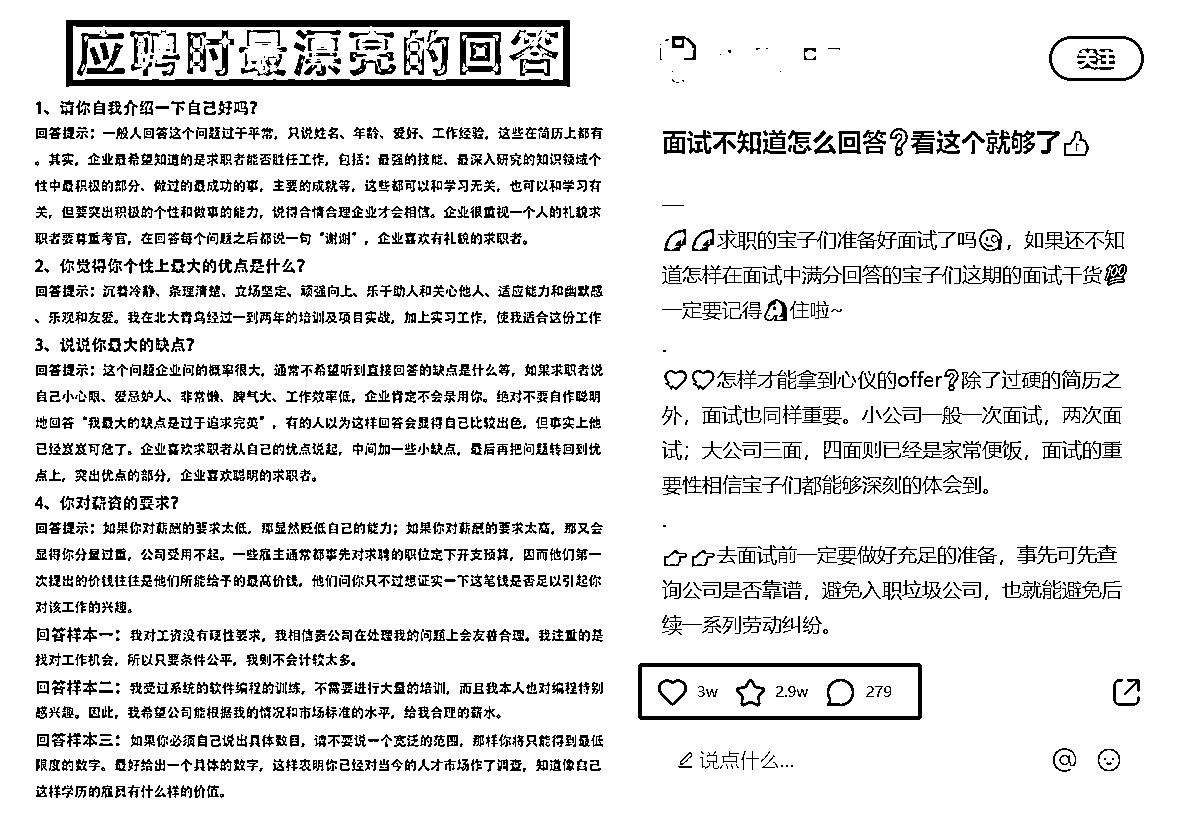 应聘时最漂亮的回答
1、请你自我介绍一下自己好吗?
回答提示：一般人回答这个问题过于平常，只说姓名、年龄、爱好、工作经验，这些在简历上都有
。其实，企业最希望知道的是求职者能否胜任工作，包括：最强的技能、最深入研究的知识领域个
性中最积极的部分、做过的最成功的事，主要的成就等，这些都可以和学习无关，也可以和学习有
关，但要突出积极的个性和做事的能力，说得合情合理企业才会相信。企业很重视一个人的礼貌求
职者要尊重考官，在回答每个问题之后都说一句“谢谢”，企业喜欢有礼貌的求职者。
2、你觉得你个性上最大的优点是什么?
回答提示：沉着冷静、条理清楚、立场坚定、顽强向上、乐于助人和关心他人、适应能力和幽默感
、乐观和友爱。我在北大青鸟经过一到两年的培训及项目实战，加上实习工作，使我适合这份工作
3、说说你最大的缺点?
回答提示：这个问题企业问的概率很大，通常不希望听到直接回答的缺点是什么等，如果求职者说
自己小心眼、爱忌妒人、非常懒、脾气大、工作效率低，企业肯定不会录用你。绝对不要自作聪明
地回答“我最大的缺点是过于追求完美”，有的人以为这样回答会显得自己比较出色，但事实上他
已经岌岌可危了。企业喜欢求职者从自己的优点说起，中间加一些小缺点，最后再把问题转回到优
点上，突出优点的部分，企业喜欢聪明的求职者。
4、你对薪资的要求?
回答提示：如果你对薪酬的要求太低，那显然贬低自己的能力；如果你对薪酬的要求太高，那又会
显得你分量过重，公司受用不起。一些雇主通常都事先对求聘的职位定下开支预算，因而他们第一
次提出的价钱往往是他们所能给予的最高价钱，他们问你只不过想证实一下这笔钱是否足以引起你
对该工作的兴趣。
回答样本一：我对工资没有硬性要求，我相信贵公司在处理我的问题上会友善合理。我注重的是
找对工作机会，所以只要条件公平，我则不会计较太多。
回答样本二：我受过系统的软件编程的训练，不需要进行大量的培训，而且我本人也对编程特别
感兴趣。因此，我希望公司能根据我的情况和市场标准的水平，给我合理的薪水。
回答样本三：如果你必须自己说出具体数目，请不要说一个宽泛的范围，那样你将只能得到最低
限度的数字。最好给出一个具体的数字，这样表明你已经对当今的人才市场作了调查，知道像自己
这样学历的雇员有什么样的价值。
关注
面试不知道怎么回答❓看这个就够了👍
—
求职的宝子们准备好面试了吗，如果还不知
道怎样在面试中满分回答的宝子们这期的面试干货💯
一定要记得住啦~
.
怎样才能拿到心仪的offer❓除了过硬的简历之
外，面试也同样重要。小公司一般一次面试，两次面
试；大公司三面，四面则已经是家常便饭，面试的重
要性相信宝子们都能够深刻的体会到。
.
👉👉去面试前一定要做好充足的准备，事先可先查
询公司是否靠谱，避免入职垃圾公司，也就能避免后
续一系列劳动纠纷。
3w 2.9w 279
说点什么...